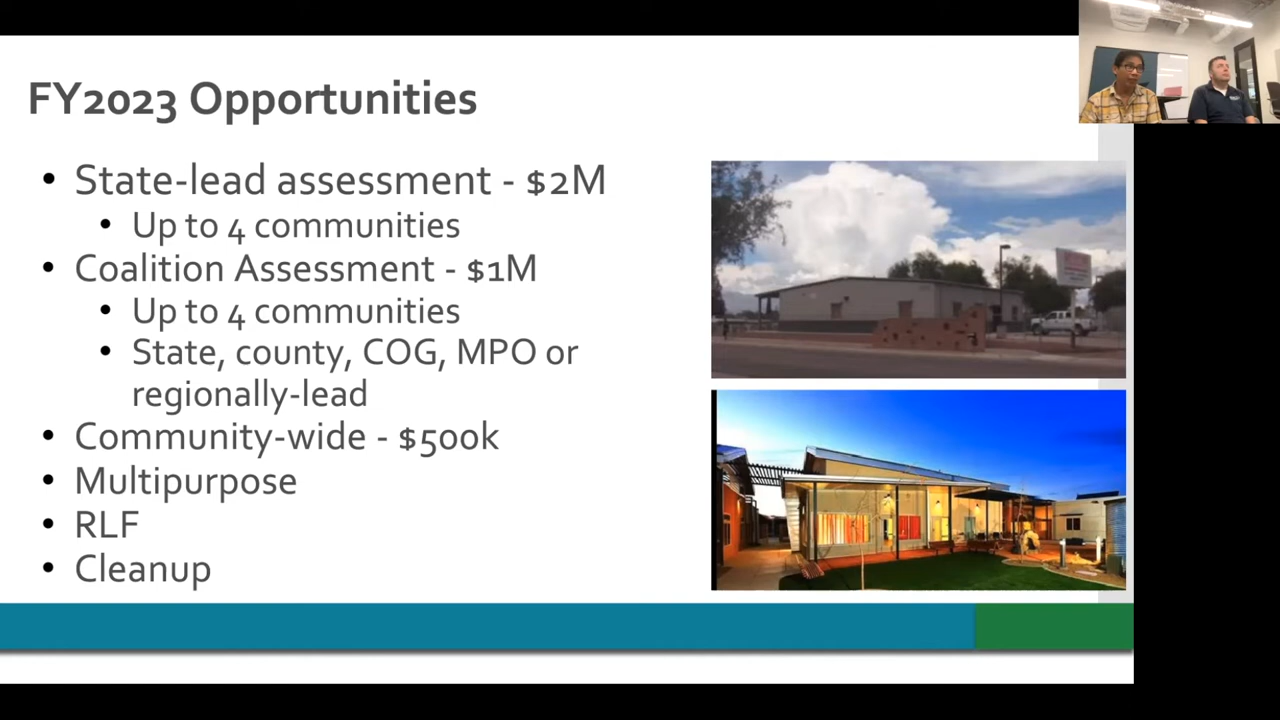 FY2023 Opportunities
• State-lead assessment - $2M
• Up to 4 communities
• Coalition Assessment - $1M
• Up to 4 communities
• State, county, COG, MPO or
regionally-lead
• Community-wide - $500k
• Multipurpose
• RLF
• Cleanup